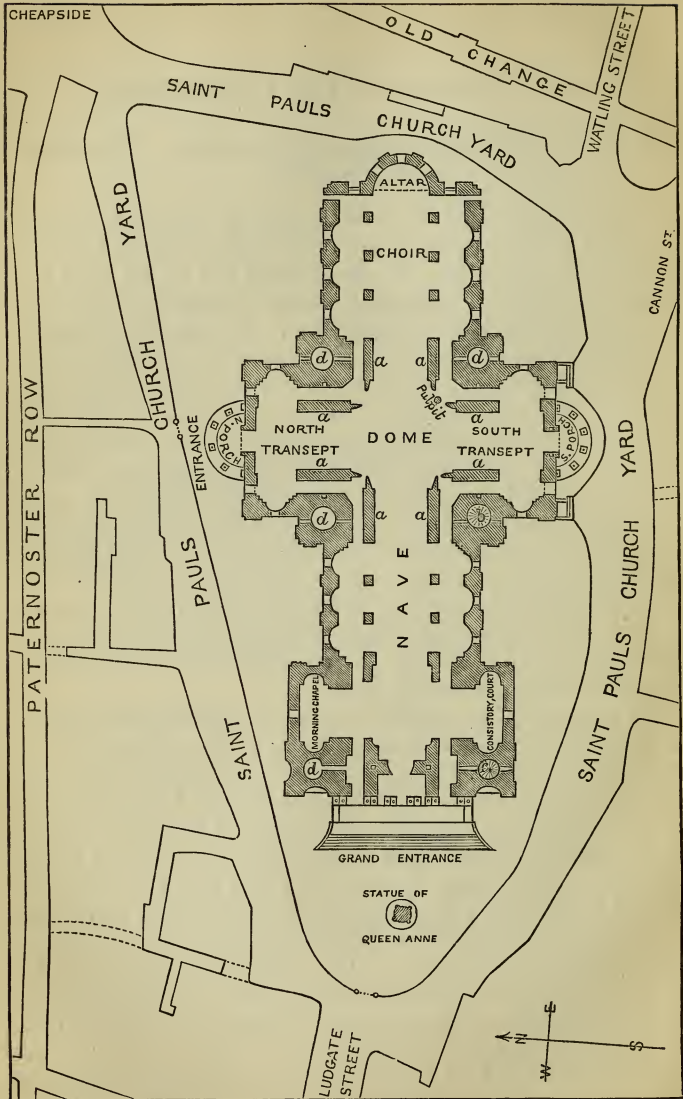 CHEAPSIDE
OLD CHANGE
WATLING STREET
SAINT PAULS CHURCH YARD
CANNON ST.
ALTAR
CHOIR
d
d
a
a
Pulpit
a
a
PATERNOSTER ROW
SAINT PAULS CHURCH YARD
ENTRANCE
N. PORCH
NORTH
TRANSEPT
DOME
SOUTH
TRANSEPT
S. PORCH
a
a
d
a
a
NAVE
SAINT PAULS CHURCH YARD
MORNING CHAPEL
CONSISTORY COURT
d
GRAND ENTRANCE
STATUE OF
QUEEN ANNE
LUDGATE
STREET
N
E
S
W